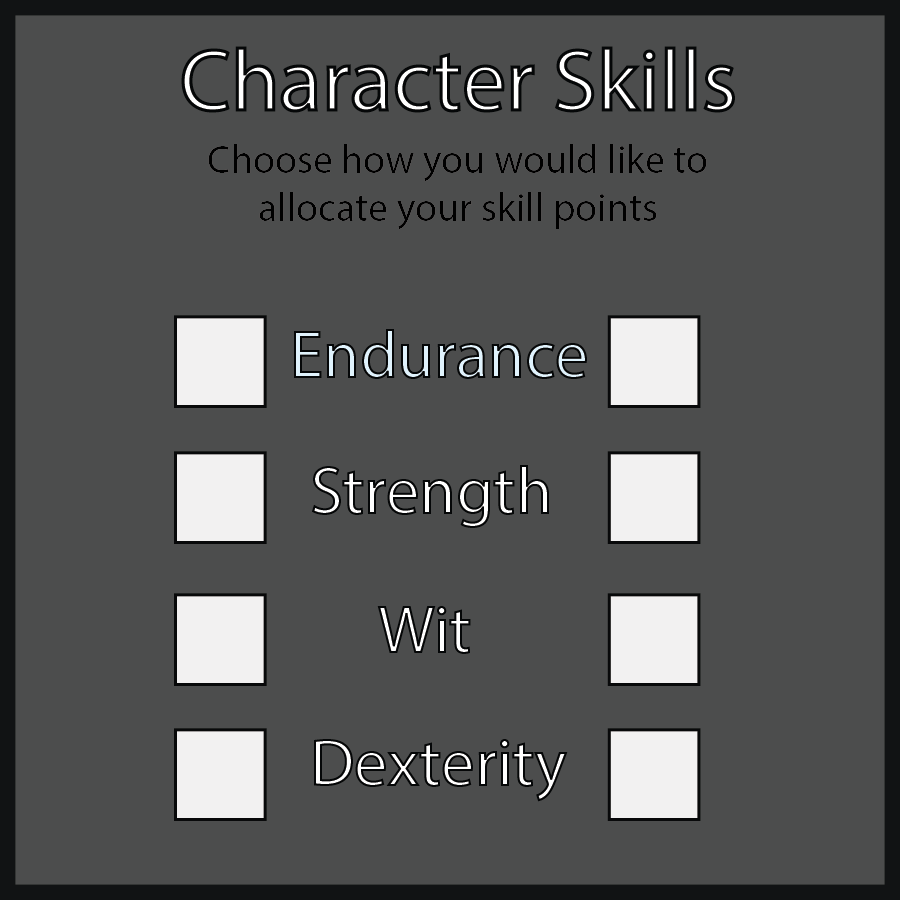 Character Skills
Choose how you would like to
allocate your skill points
Endurance
Strength
Wit
Dexterity